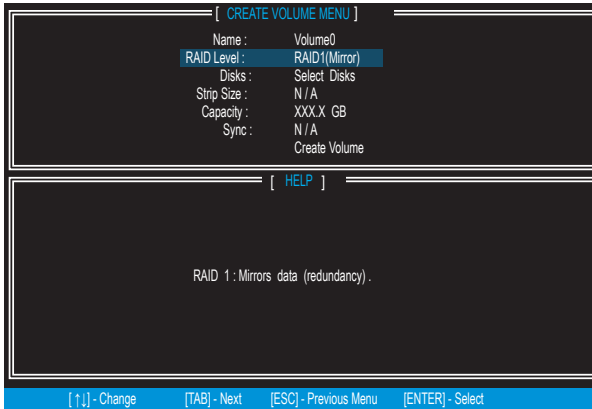 [ CREATE VOLUME MENU ]
Name : Volume0
RAID Level : RAID1(Mirror)
Disks : Select Disks
Strip Size : N / A
Capacity : XXX.X GB
Sync : N / A
Create Volume
[ HELP ]
RAID 1 : Mirrors data (redundancy) .
[ ↑↓] - Change [TAB] - Next [ESC] - Previous Menu [ENTER] - Select